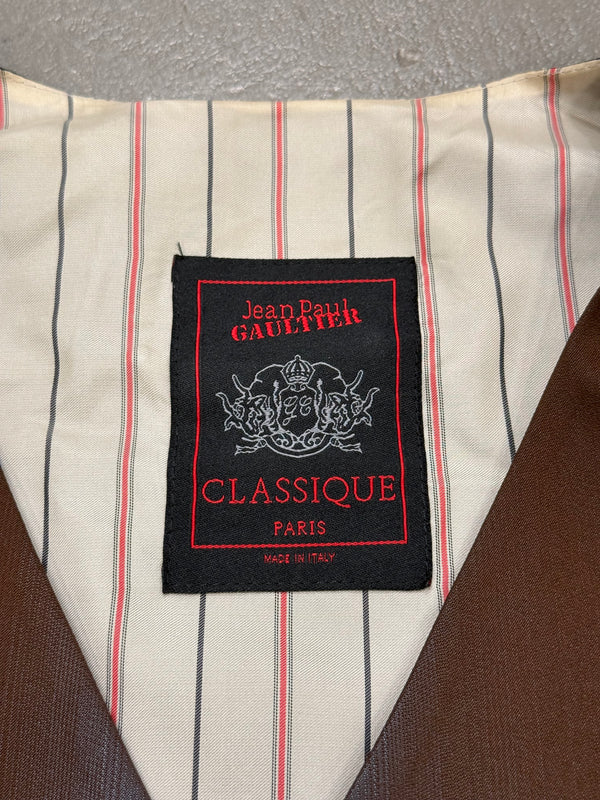 Jean Paul
GAULTIER
CLASSIQUE
PARIS
MADE IN ITALY